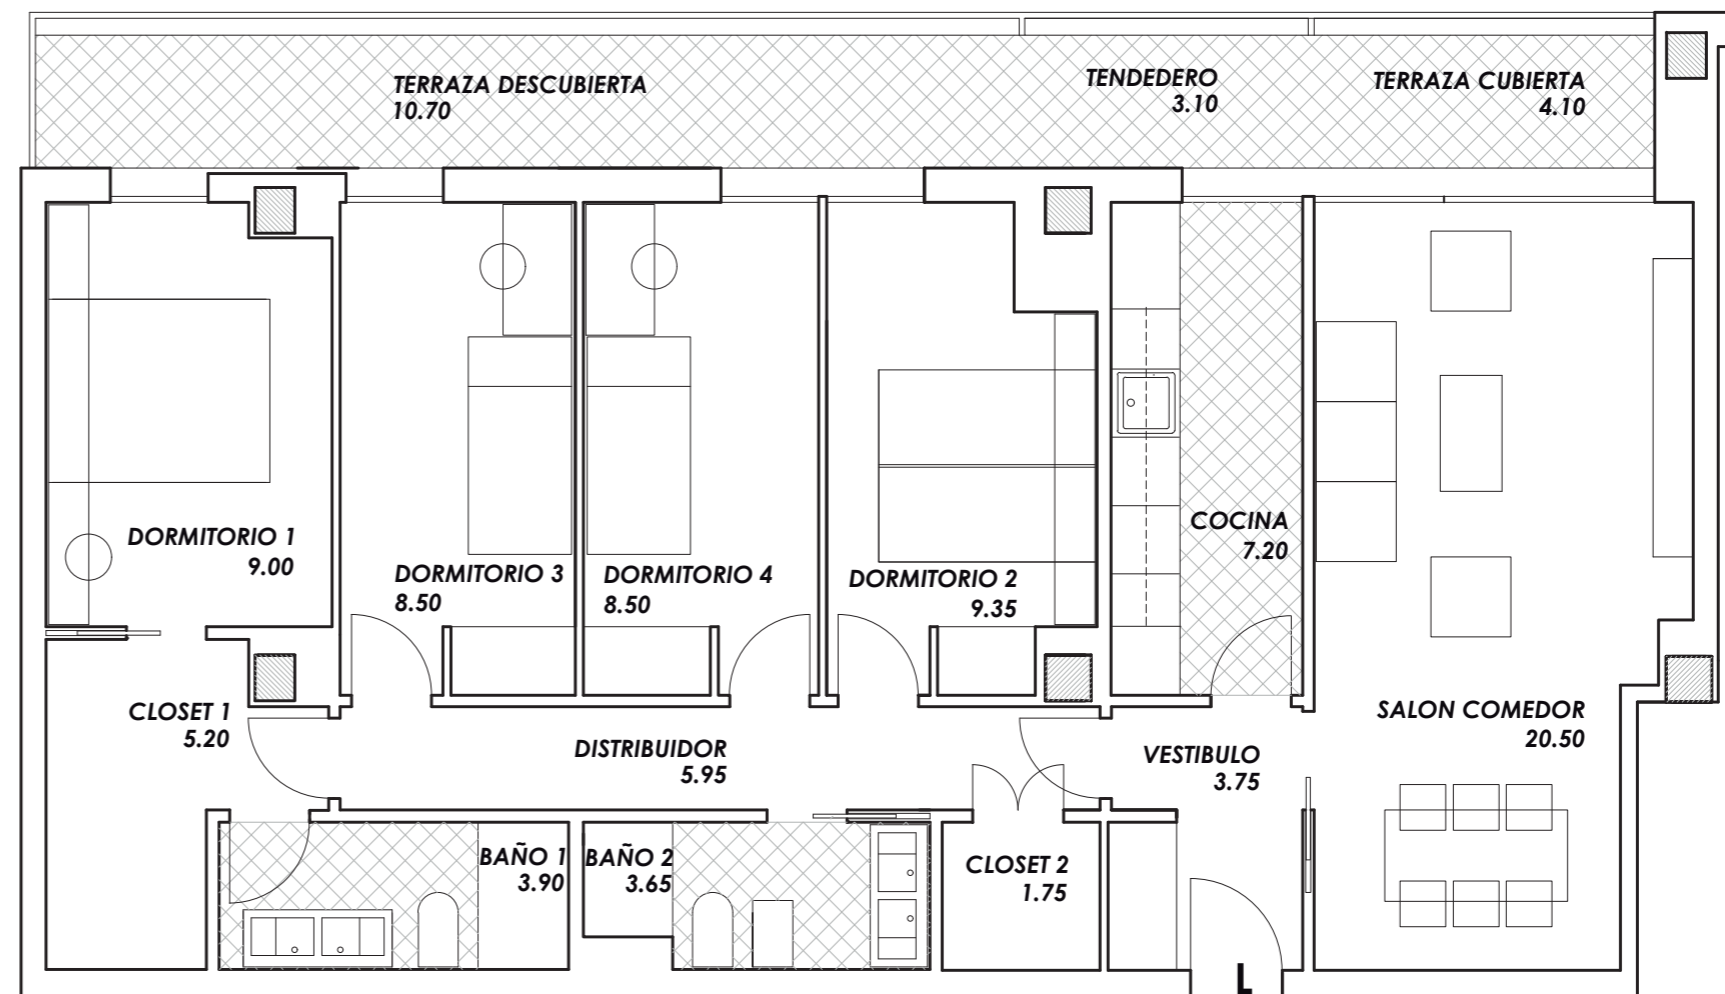 TERRAZA DESCUBIERTA
10.70
TENDEDERO
3.10
TERRAZA CUBIERTA
4.10
DORMITORIO 1
9.00
DORMITORIO 3
8.50
DORMITORIO 4
8.50
DORMITORIO 2
9.35
COCINA
7.20
CLOSET 1
5.20
DISTRIBUIDOR
5.95
VESTIBULO
3.75
SALON COMEDOR
20.50
BAÑO 1
3.90
BAÑO 2
3.65
CLOSET 2
1.75
L